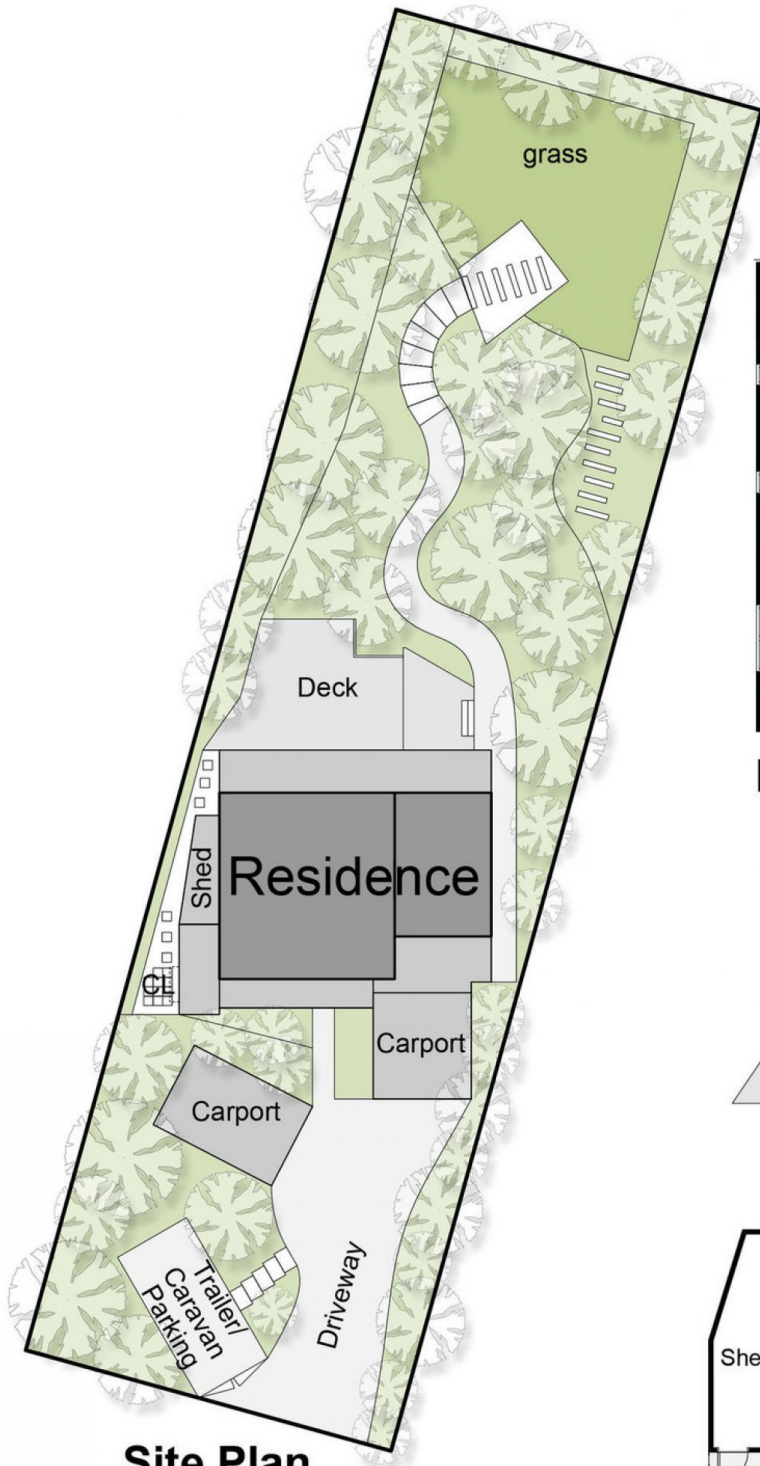 grass
Deck
Shed
Residence
CL
Carport
Carport
Trailer/
Caravan
Parking
Driveway
She
Site Plan